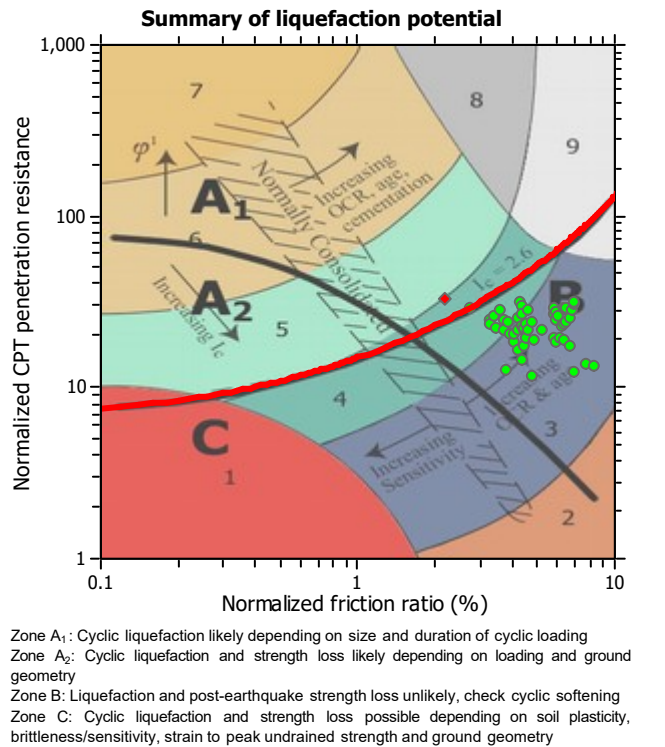 Summary of liquefaction potential
Normalized CPT penetration resistance
1,000
100
10
1
7
8
9
φ'
Increasing
OCR, age,
cementation
A1
Normally Consolidated
6
Ic = 2.6
A2
B
Increasing Ic
5
4
Increasing
OCR & age
C
Increasing
Sensitivity
3
1
2
0.1
1
10
Normalized friction ratio (%)
Zone A1: Cyclic liquefaction likely depending on size and duration of cyclic loading
Zone A2: Cyclic liquefaction and strength loss likely depending on loading and ground
geometry
Zone B: Liquefaction and post-earthquake strength loss unlikely, check cyclic softening
Zone C: Cyclic liquefaction and strength loss possible depending on soil plasticity,
brittleness/sensitivity, strain to peak undrained strength and ground geometry